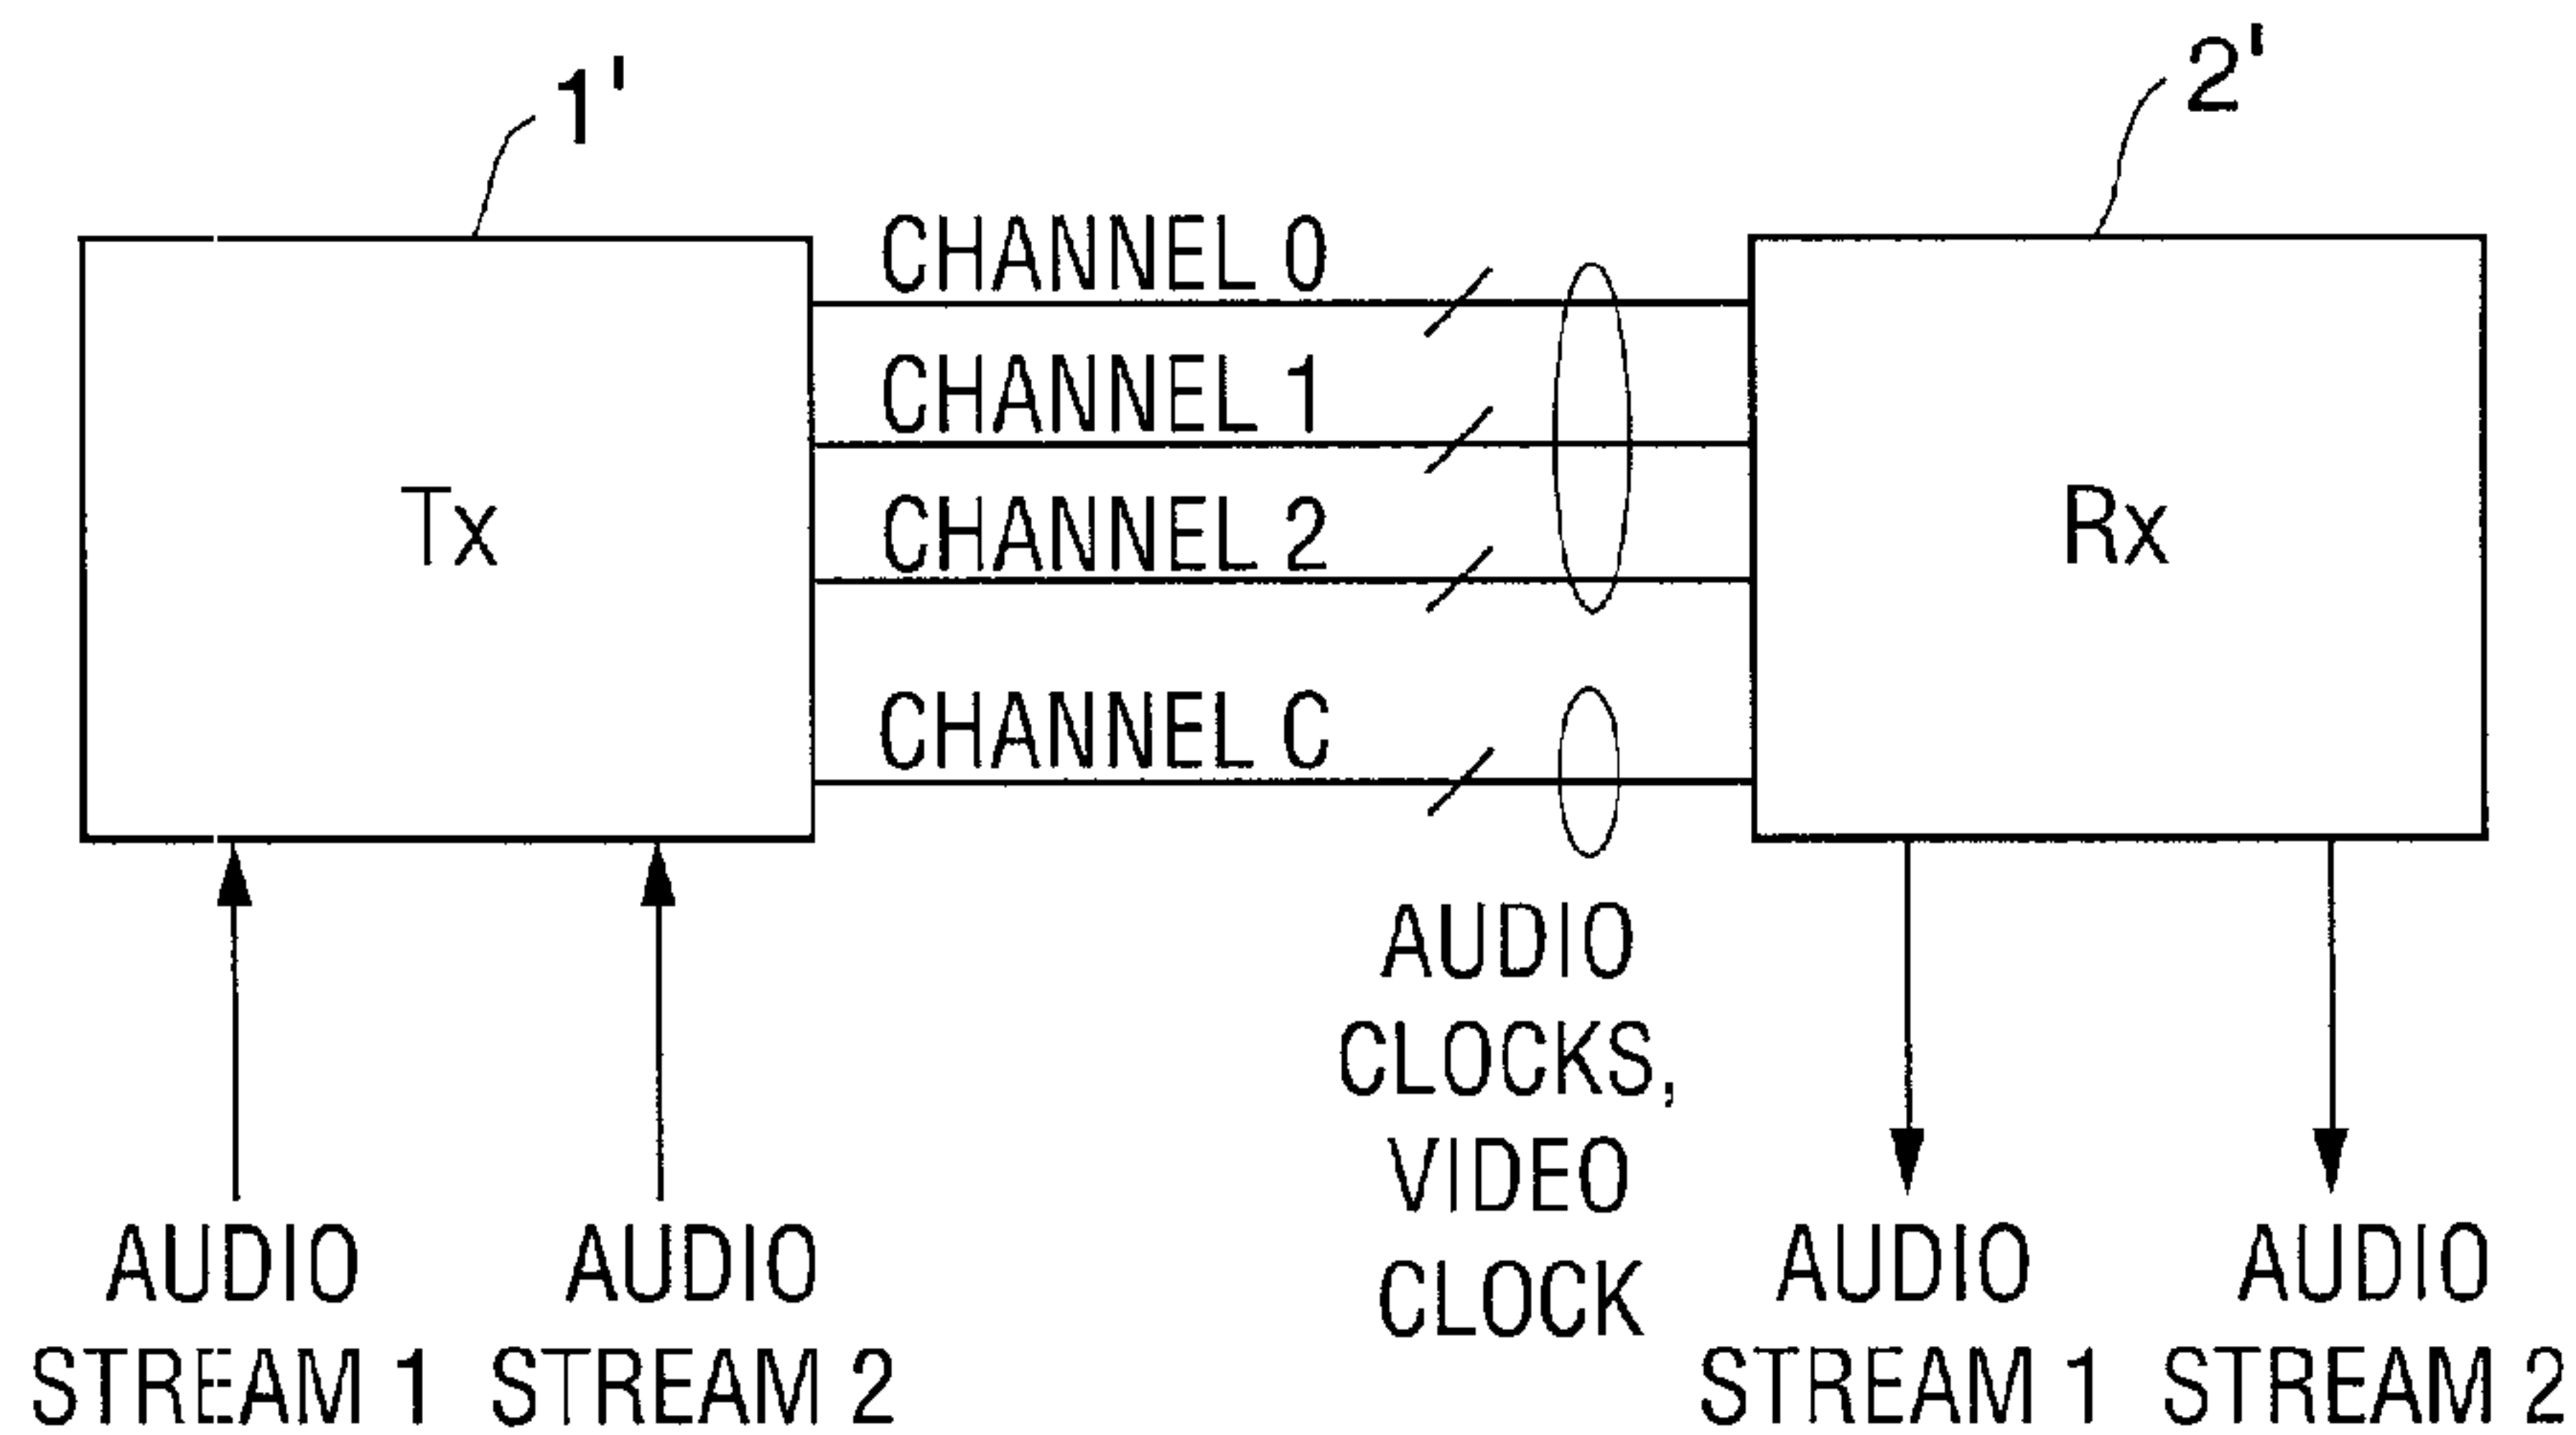 1'
2'
CHANNEL 0
CHANNEL 1
CHANNEL 2
CHANNEL C
Tx
Rx
AUDIO
CLOCKS,
VIDEO
CLOCK
AUDIO
STREAM 1
AUDIO
STREAM 2
AUDIO
STREAM 1
AUDIO
STREAM 2